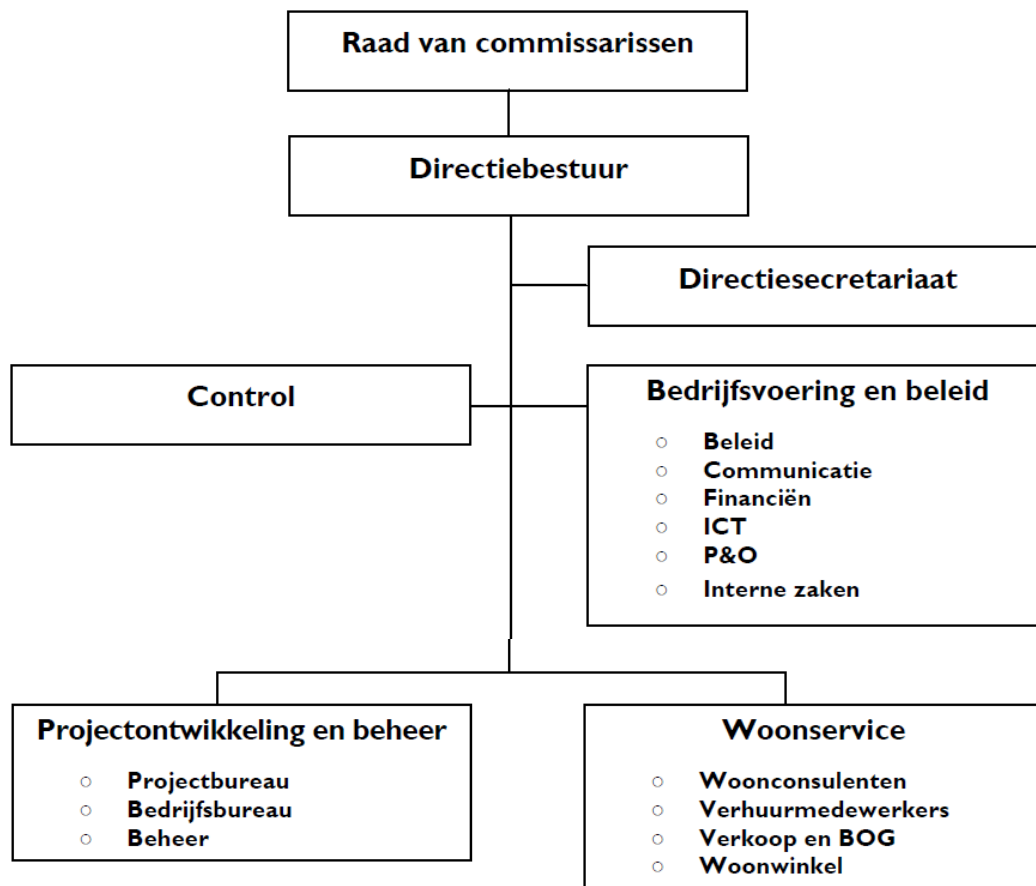 Raad van commissarissen
Directiebestuur
Directiesecretariaat
Control
Bedrijfsvoering en beleid
○ Beleid
○ Communicatie
○ Financiën
○ ICT
○ P&O
○ Interne zaken
Projectontwikkeling en beheer
○ Projectbureau
○ Bedrijfsbureau
○ Beheer
Woonservice
○ Woonconsulenten
○ Verhuurmedewerkers
○ Verkoop en BOG
○ Woonwinkel